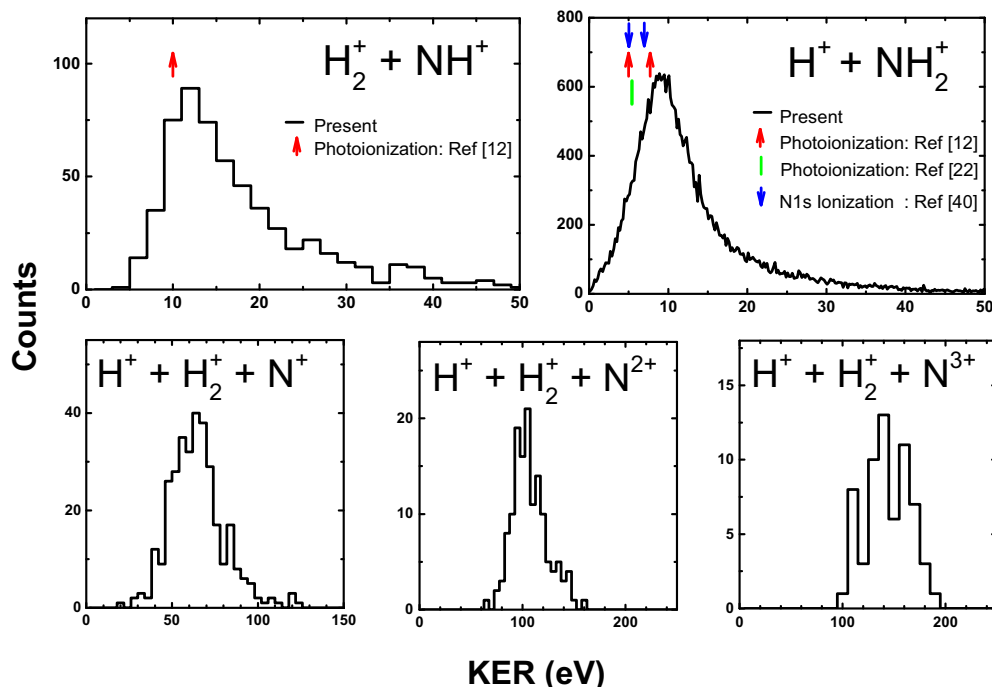 H₂⁺ + NH⁺
Present
Photoionization: Ref [12]
100
50
0
0 10 20 30 40 50
H⁺ + NH₂⁺
Present
Photoionization: Ref [12]
Photoionization: Ref [22]
N1s Ionization : Ref [40]
800
600
400
200
0
0 10 20 30 40 50
Counts
H⁺ + H₂⁺ + N⁺
40
20
0
0 50 100 150
H⁺ + H₂⁺ + N²⁺
20
10
0
0 100 200
H⁺ + H₂⁺ + N³⁺
15
10
5
0
0 100 200
KER (eV)